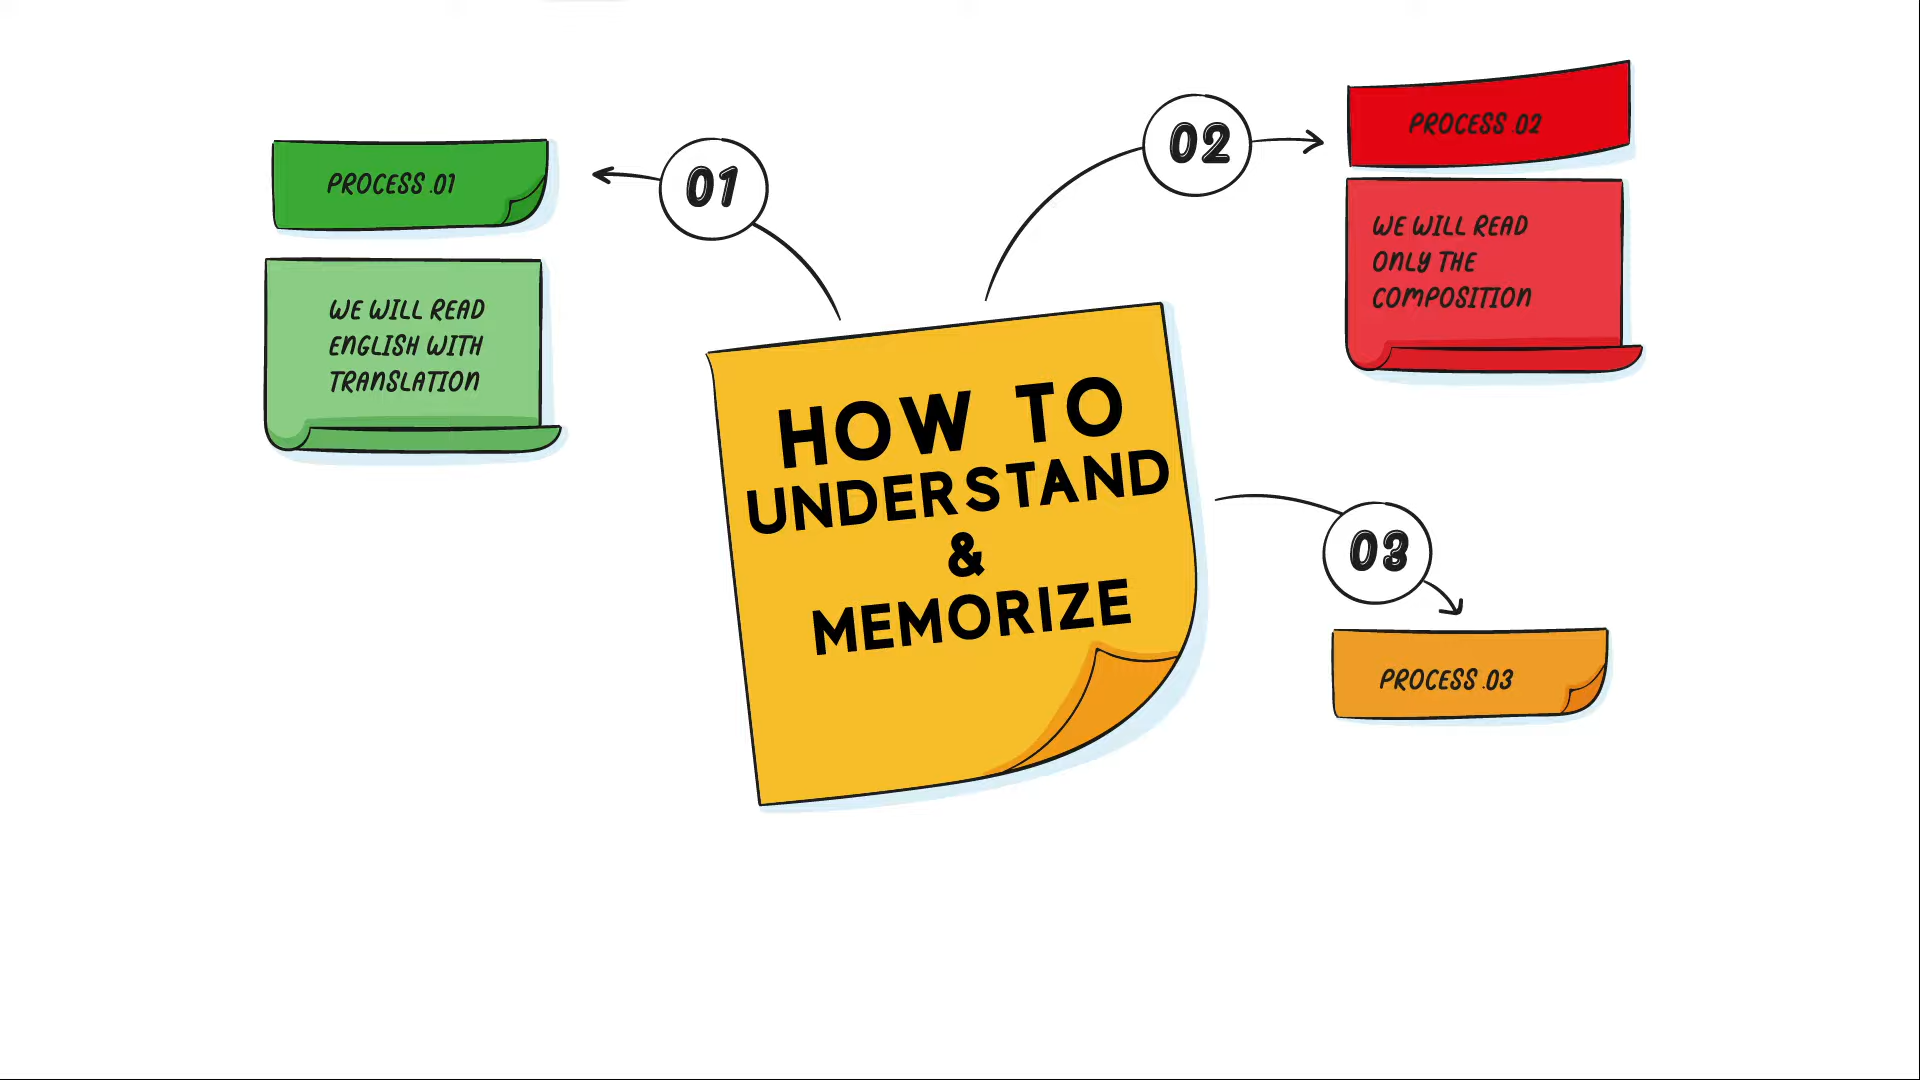 01
PROCESS .01
WE WILL READ
ENGLISH WITH
TRANSLATION
02
PROCESS .02
WE WILL READ
ONLY THE
COMPOSITION
HOW TO
UNDERSTAND
&
MEMORIZE
03
PROCESS .03